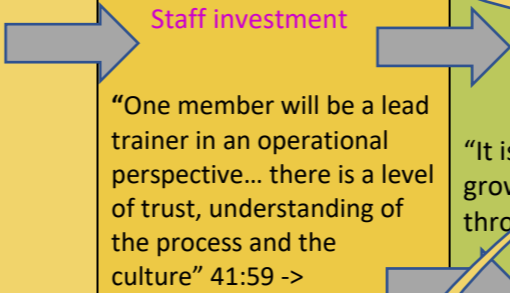 Staff investment
“One member will be a lead
trainer in an operational
perspective… there is a level
of trust, understanding of
the process and the
culture” 41:59 ->
“It is
grow
thro